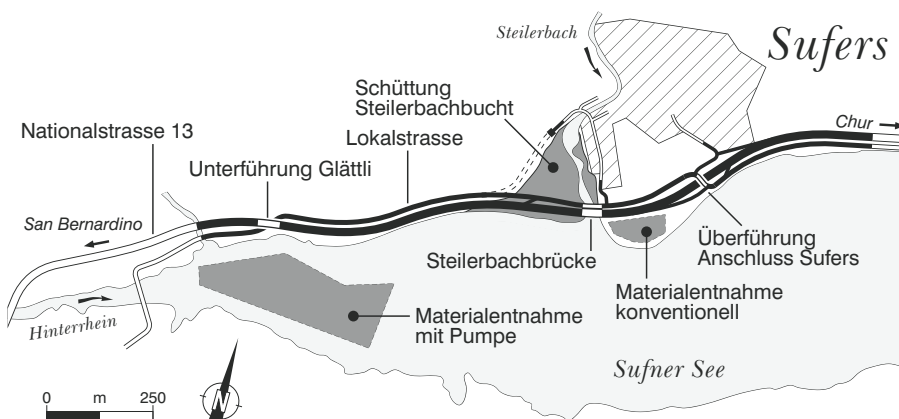 Steilerbach
Sufers
Schüttung
Steilerbachbucht
Chur
Nationalstrasse 13
Lokalstrasse
Unterführung Glättli
San Bernardino
Steilerbachbrücke
Überführung
Anschluss Sufers
Materialentnahme
konventionell
Materialentnahme
mit Pumpe
Hinterrhein
Sufner See
0 m 250
N